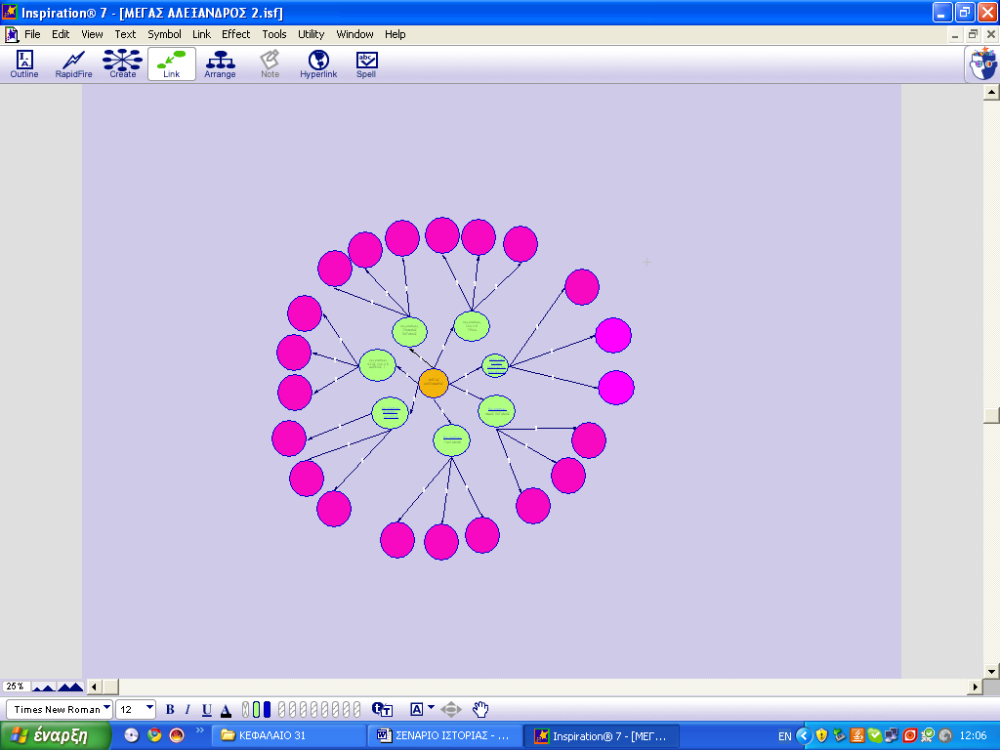 Inspiration® 7 - [ΜΕΓΑΣ ΑΛΕΞΑΝΔΡΟΣ 2.isf]
File Edit View Text Symbol Link Effect Tools Utility Window Help
Outline RapidFire Create Link Arrange Note Hyperlink Spell
25%
Times New Roman 12 B I U A A
έναρξη » ΚΕΦΑΛΑΙΟ 31 ΣΕΝΑΡΙΟ ΙΣΤΟΡΙΑΣ - ... Inspiration® 7 - [ΜΕΓ... EN 12:06